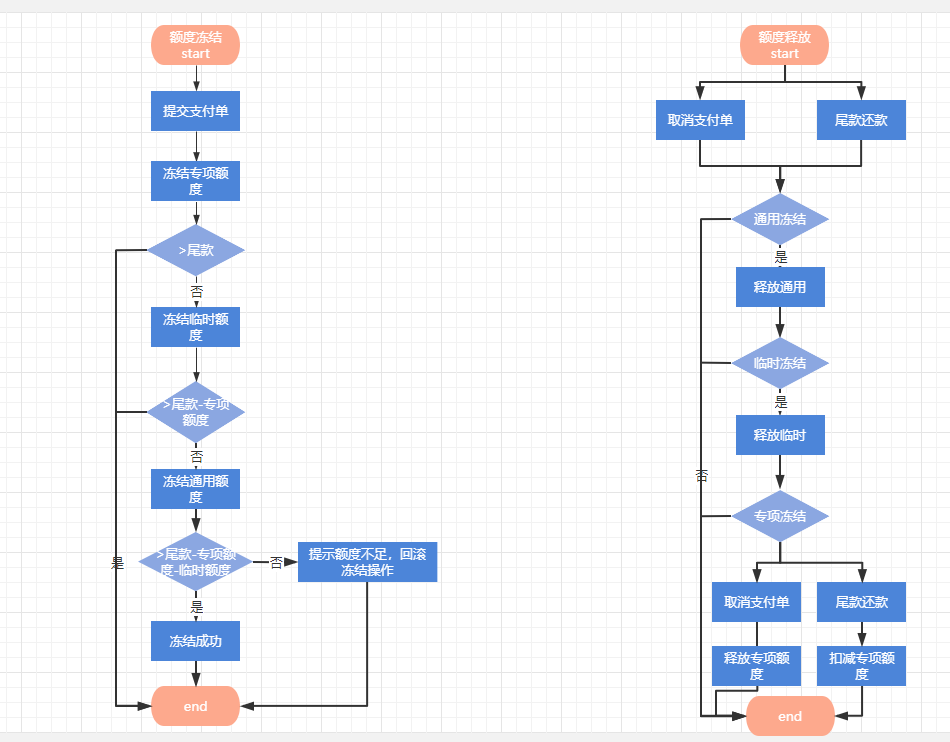 额度冻结
start
提交支付单
冻结专项额
度
>尾款
否
冻结临时额
度
>尾款-专项
额度
否
冻结通用额
度
>尾款-专项额
度-临时额度
否
提示额度不足，回滚
冻结操作
是
是
冻结成功
end
额度释放
start
取消支付单
尾款还款
通用冻结
是
释放通用
临时冻结
是
释放临时
否
专项冻结
取消支付单
尾款还款
释放专项额
度
扣减专项额
度
end